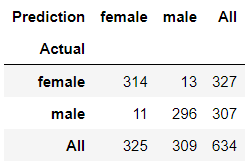 Prediction female male All
Actual
female 314 13 327
male 11 296 307
All 325 309 634